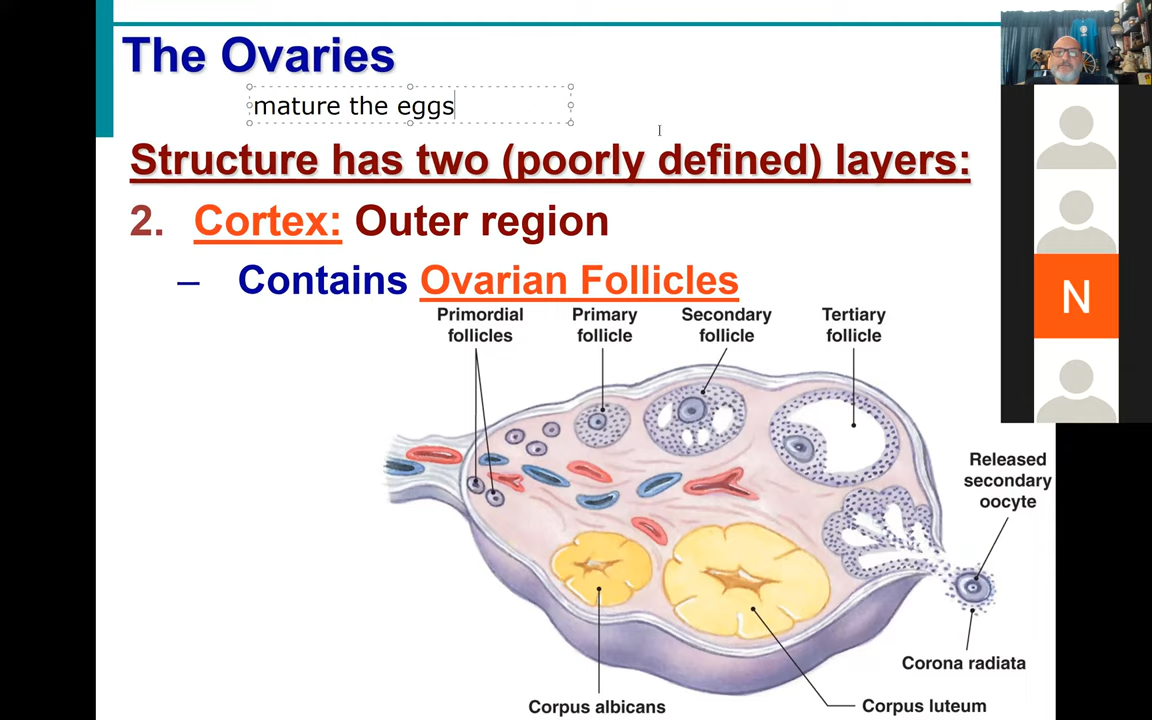 The Ovaries
mature the eggs
Structure has two (poorly defined) layers:
2. Cortex: Outer region
– Contains Ovarian Follicles
Primordial
follicles
Primary
follicle
Secondary
follicle
Tertiary
follicle
N
Released
secondary
oocyte
Corona radiata
Corpus albicans
Corpus luteum